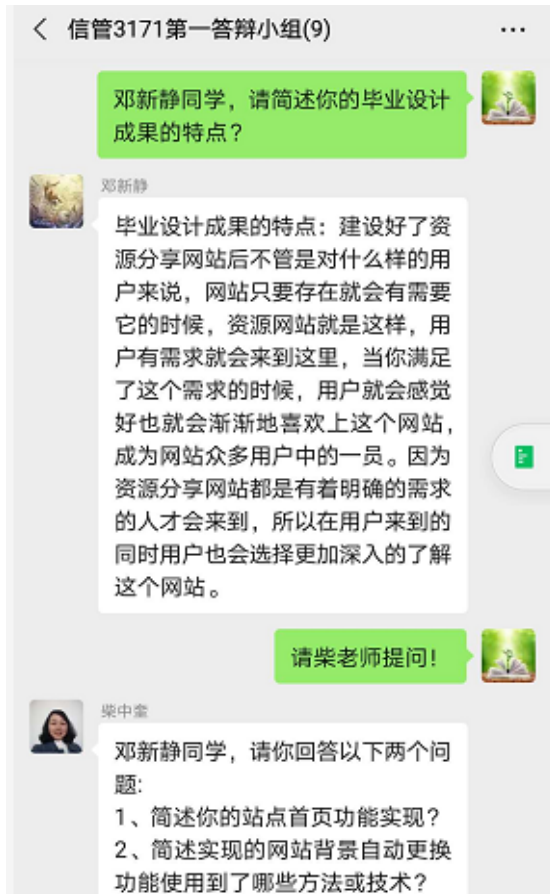 信管3171第一答辩小组(9)
邓新静同学，请简述你的毕业设计
成果的特点？
邓新静
毕业设计成果的特点：建设好了资
源分享网站后不管是对什么样的用
户来说，网站只要存在就会有需要
它的时候，资源网站就是这样，用
户有需求就会来到这里，当你满足
了这个需求的时候，用户就会感觉
好也就会渐渐地喜欢上这个网站，
成为网站众多用户中的一员。因为
资源分享网站都是有着明确的需求
的人才会来到，所以在用户来到的
同时用户也会选择更加深入的了解
这个网站。
请柴老师提问！
柴中奎
邓新静同学，请你回答以下两个问
题:
1、简述你的站点首页功能实现？
2、简述实现的网站背景自动更换
功能使用到了哪些方法或技术？